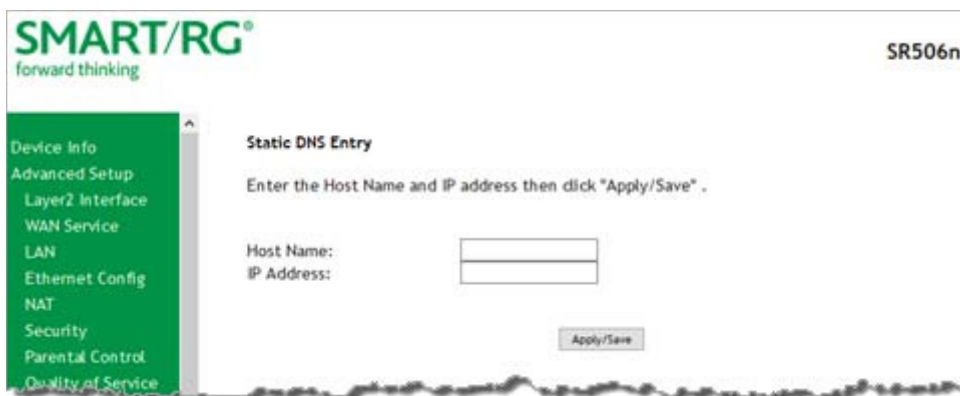 SMART/RG®
forward thinking
SR506n
Device Info
Advanced Setup
Layer2 Interface
WAN Service
LAN
Ethernet Config
NAT
Security
Parental Control
Quality of Service
Static DNS Entry
Enter the Host Name and IP address then click "Apply/Save" .
Host Name:
IP Address:
Apply/Save